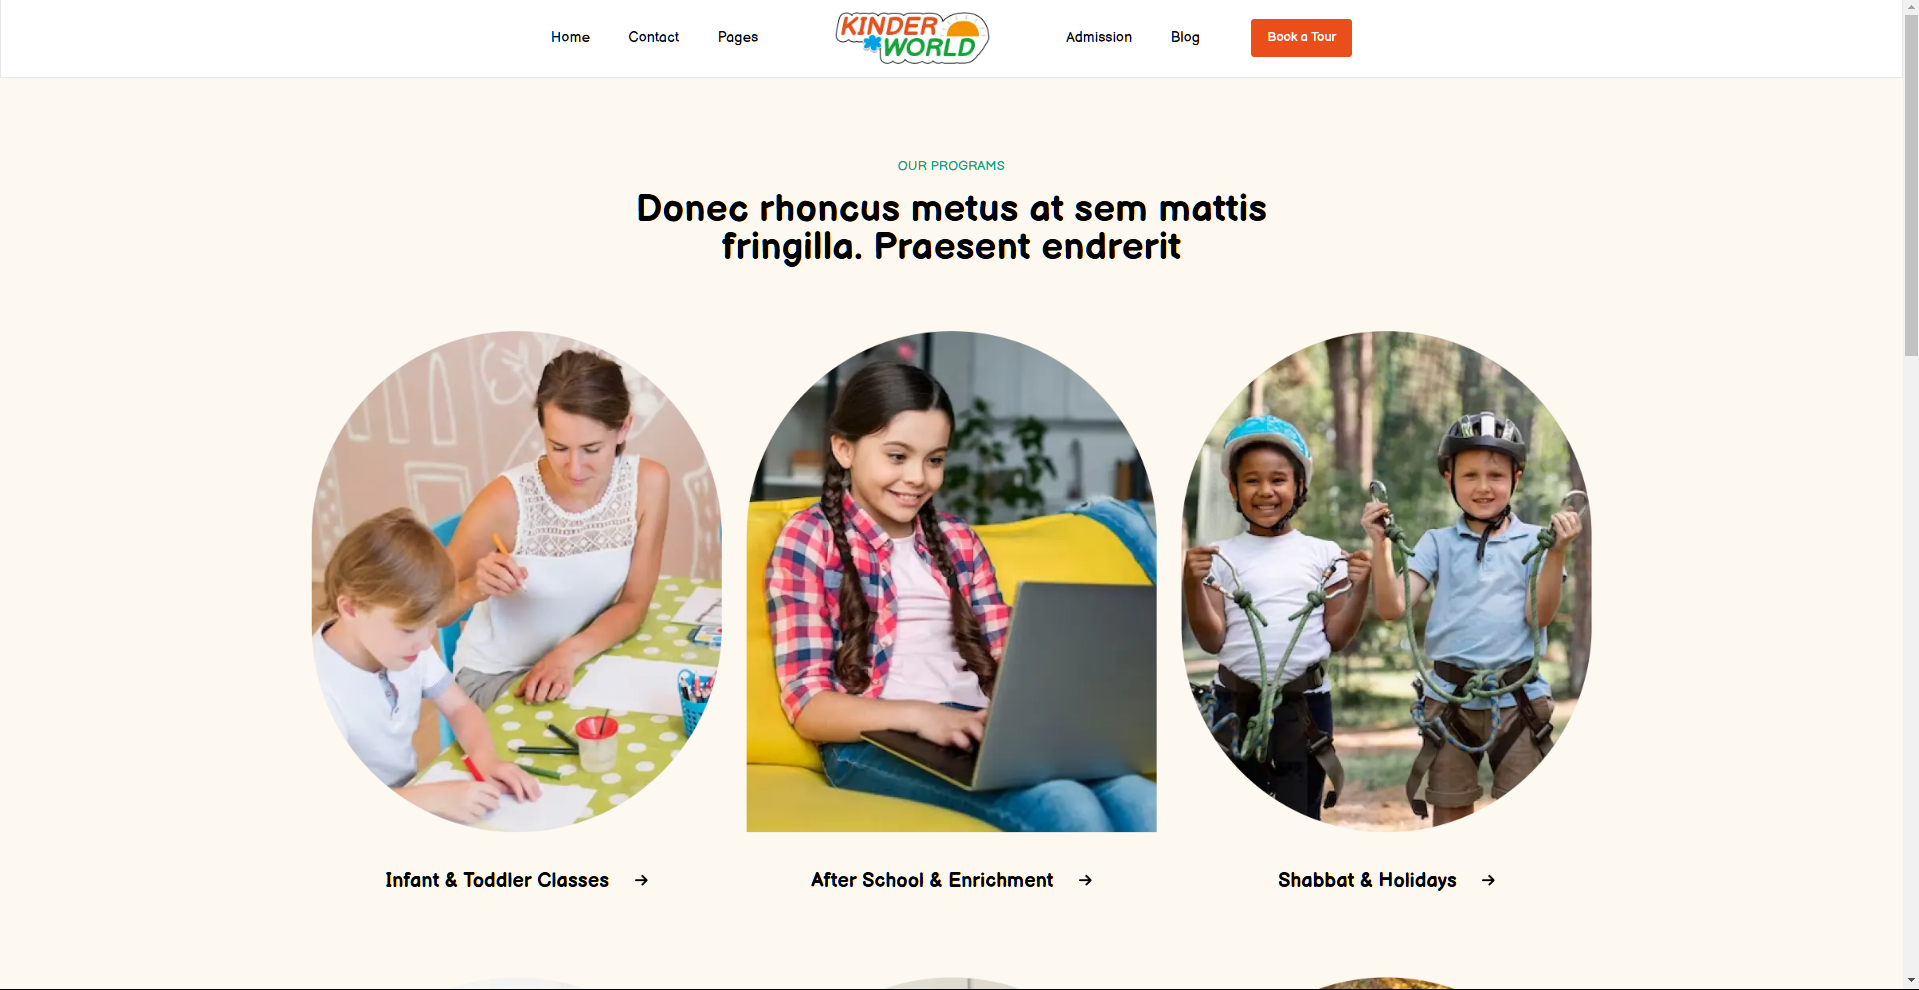 Home Contact Pages KINDER WORLD Admission Blog Book a Tour
OUR PROGRAMS
Donec rhoncus metus at sem mattis
fringilla. Praesent endrerit
Infant & Toddler Classes →
After School & Enrichment →
Shabbat & Holidays →